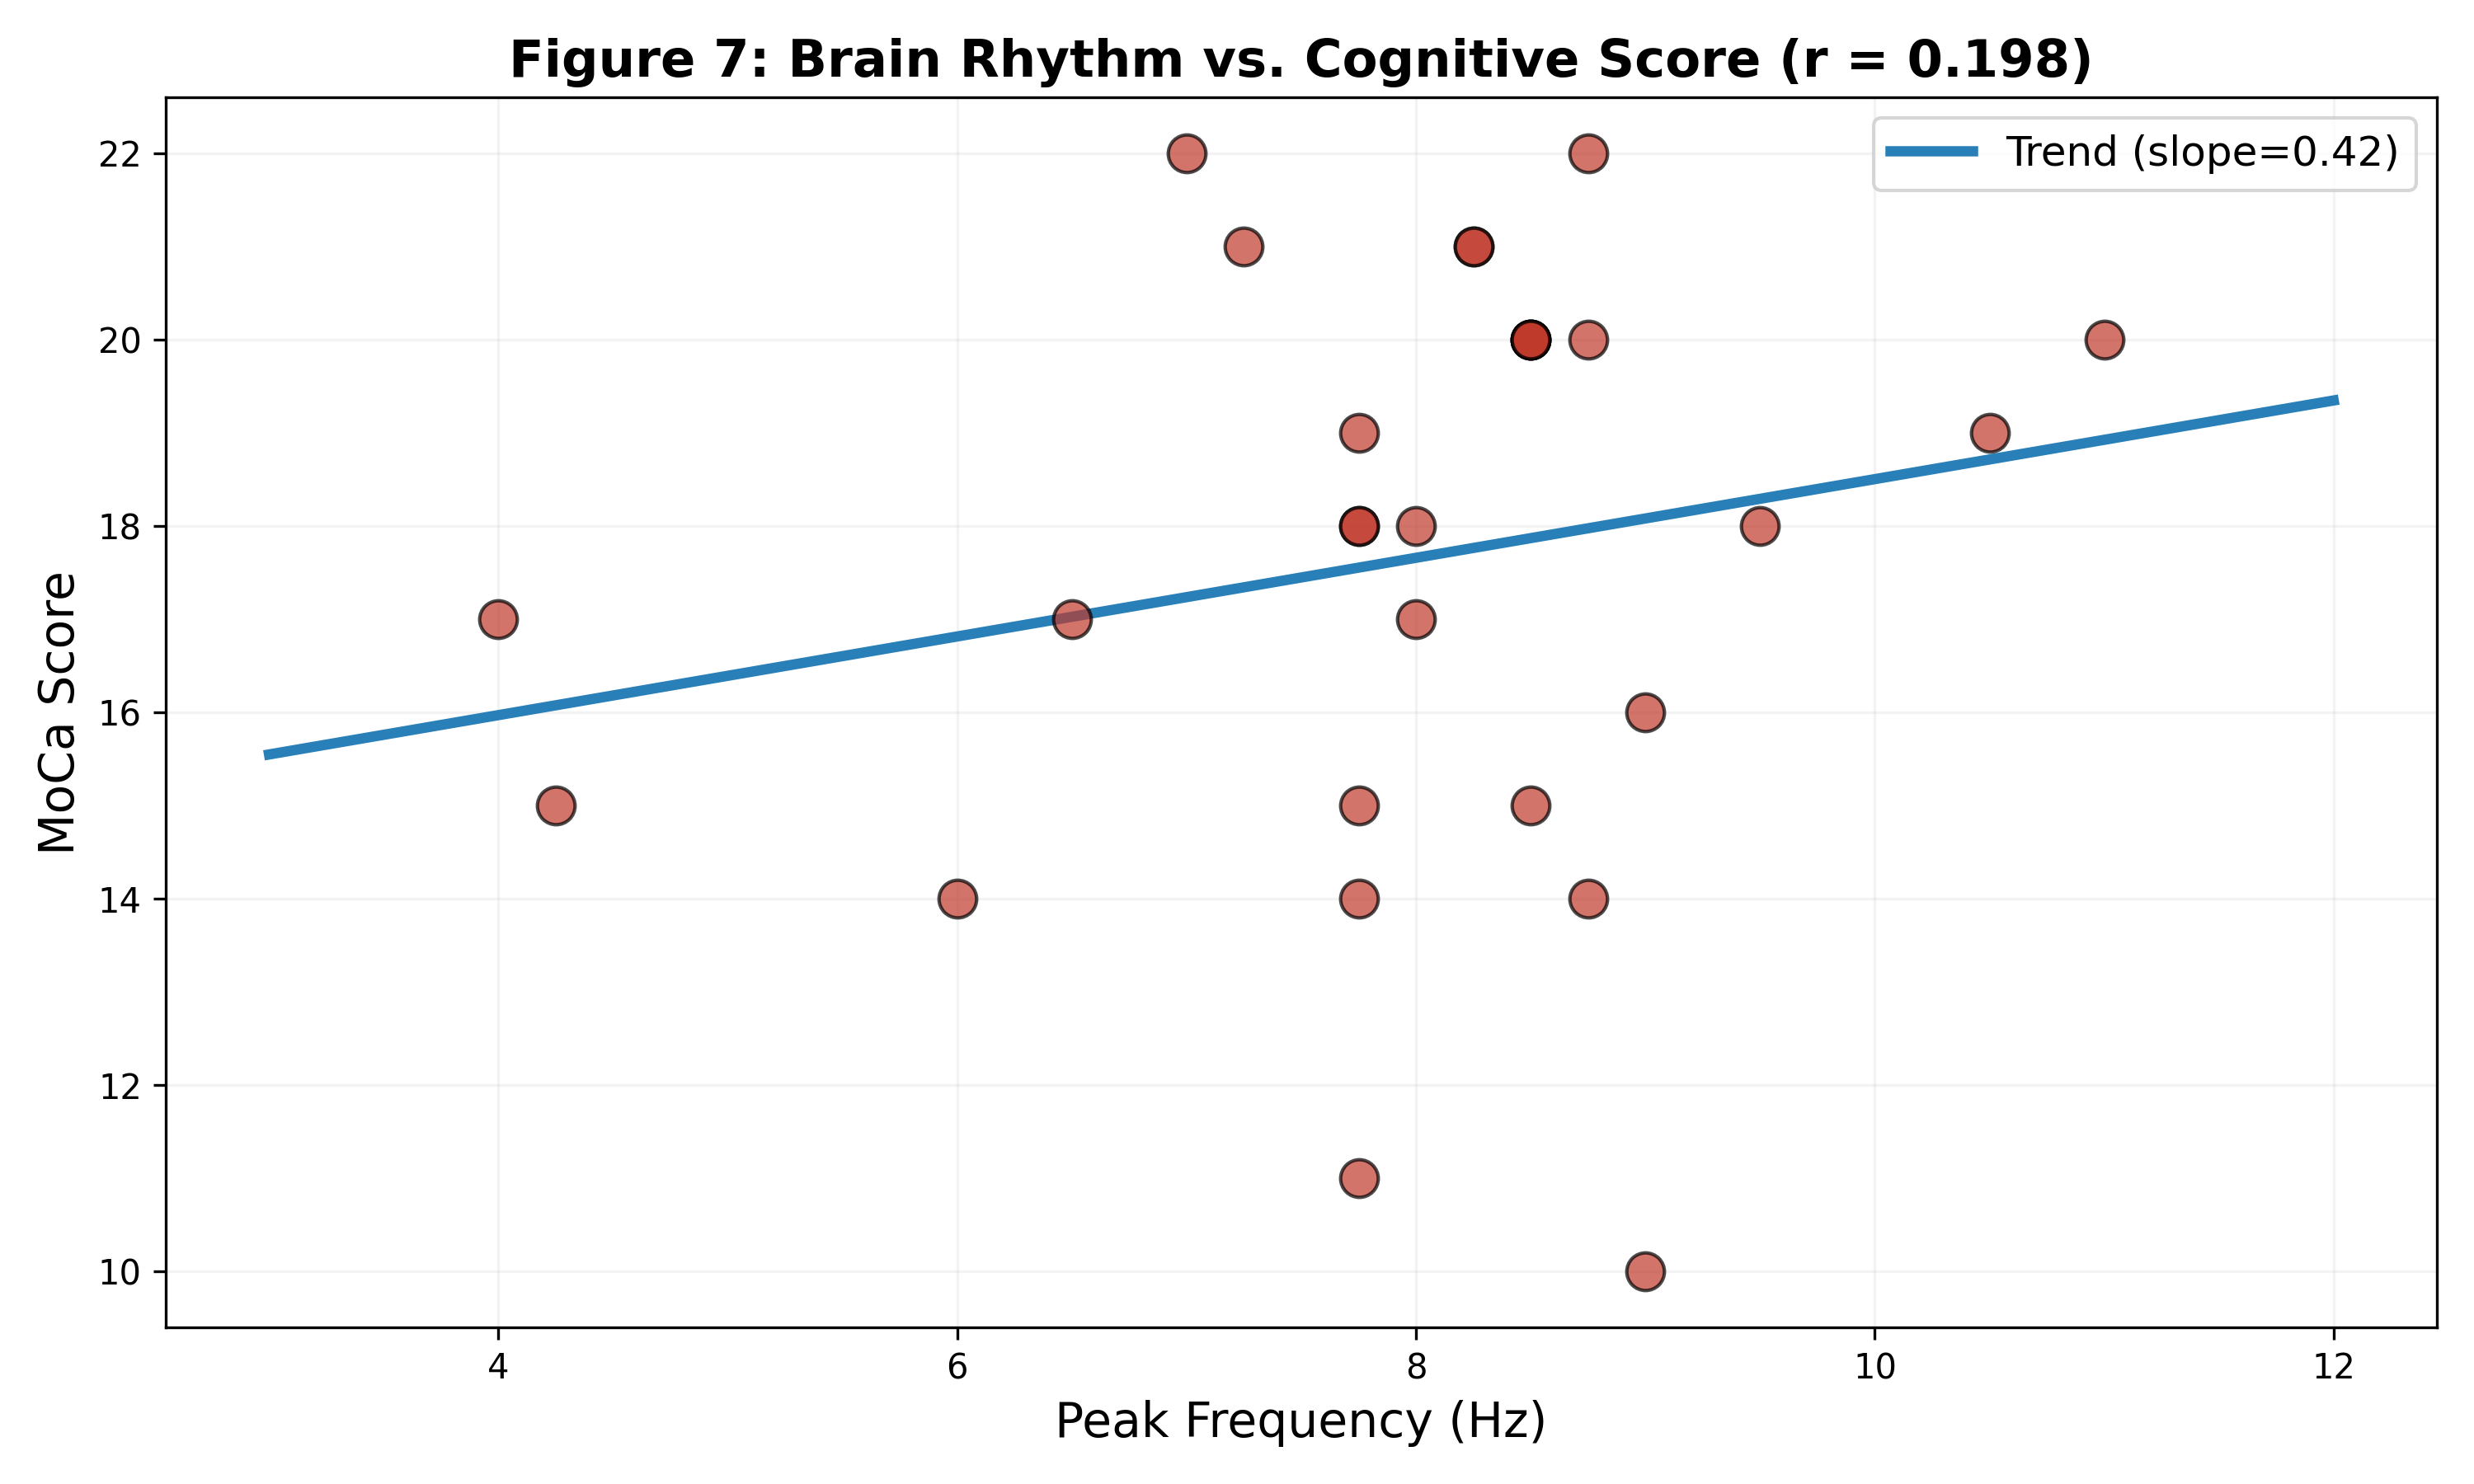 Figure 7: Brain Rhythm vs. Cognitive Score (r = 0.198)
Trend (slope=0.42)
MoCa Score
22
20
18
16
14
12
10
4 6 8 10 12
Peak Frequency (Hz)